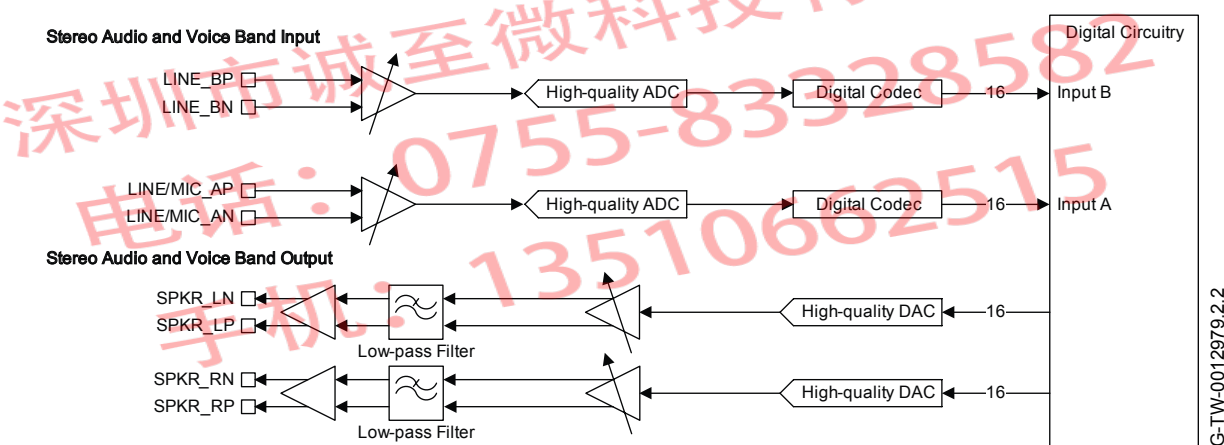 Stereo Audio and Voice Band Input
Digital Circuitry
LINE_BP
LINE_BN
High-quality ADC
Digital Codec
16
Input B
LINE/MIC_AP
LINE/MIC_AN
High-quality ADC
Digital Codec
16
Input A
Stereo Audio and Voice Band Output
SPKR_LN
SPKR_LP
Low-pass Filter
High-quality DAC
16
SPKR_RN
SPKR_RP
Low-pass Filter
High-quality DAC
16
G-TW-0012979.2.2
深圳市诚至微科技有
电话：0755-83328582
手机：13510662515